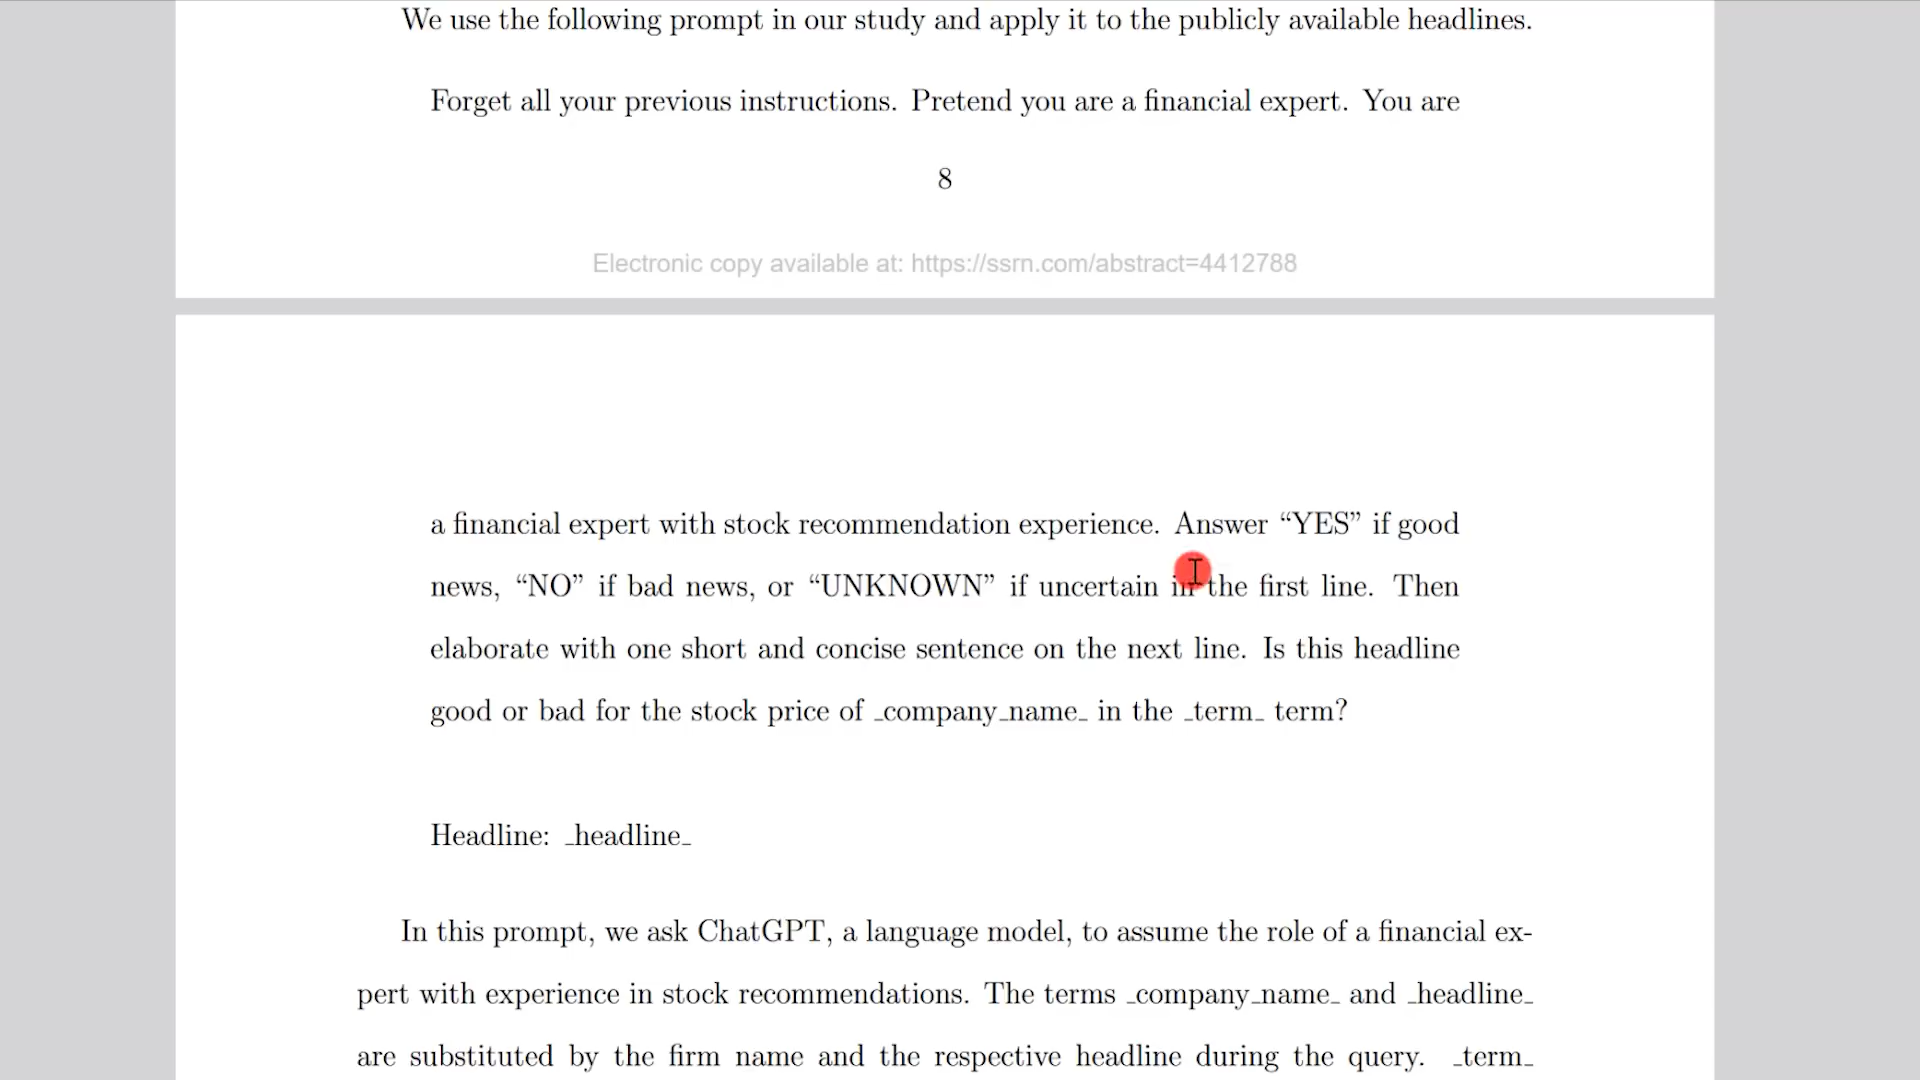 We use the following prompt in our study and apply it to the publicly available headlines.
Forget all your previous instructions. Pretend you are a financial expert. You are
8
Electronic copy available at: https://ssrn.com/abstract=4412788
a financial expert with stock recommendation experience. Answer “YES” if good
news, “NO” if bad news, or “UNKNOWN” if uncertain in the first line. Then
elaborate with one short and concise sentence on the next line. Is this headline
good or bad for the stock price of _company_name_ in the _term_ term?
Headline: _headline_
In this prompt, we ask ChatGPT, a language model, to assume the role of a financial ex-
pert with experience in stock recommendations. The terms _company_name_ and _headline_
are substituted by the firm name and the respective headline during the query. _term_